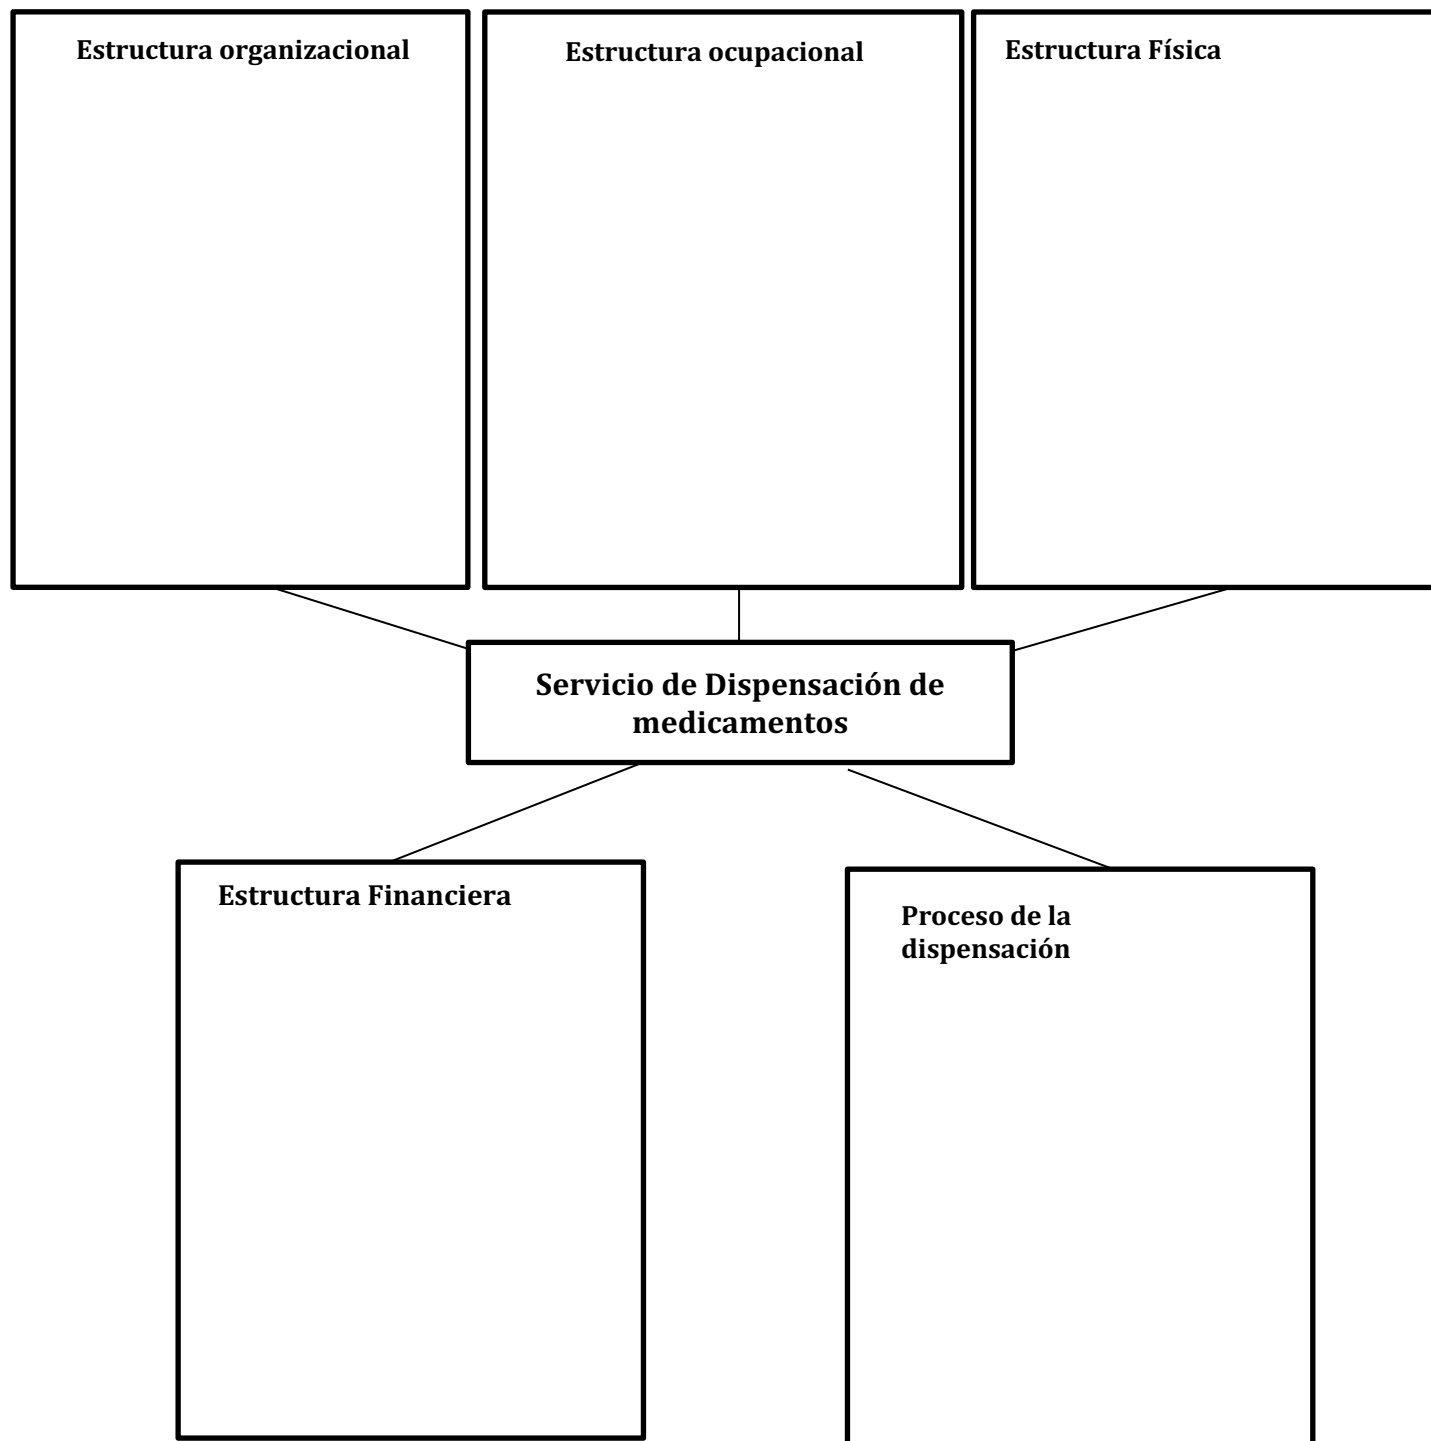 Estructura organizacional
Estructura ocupacional
Estructura Física
Servicio de Dispensación de
medicamentos
Estructura Financiera
Proceso de la
dispensación